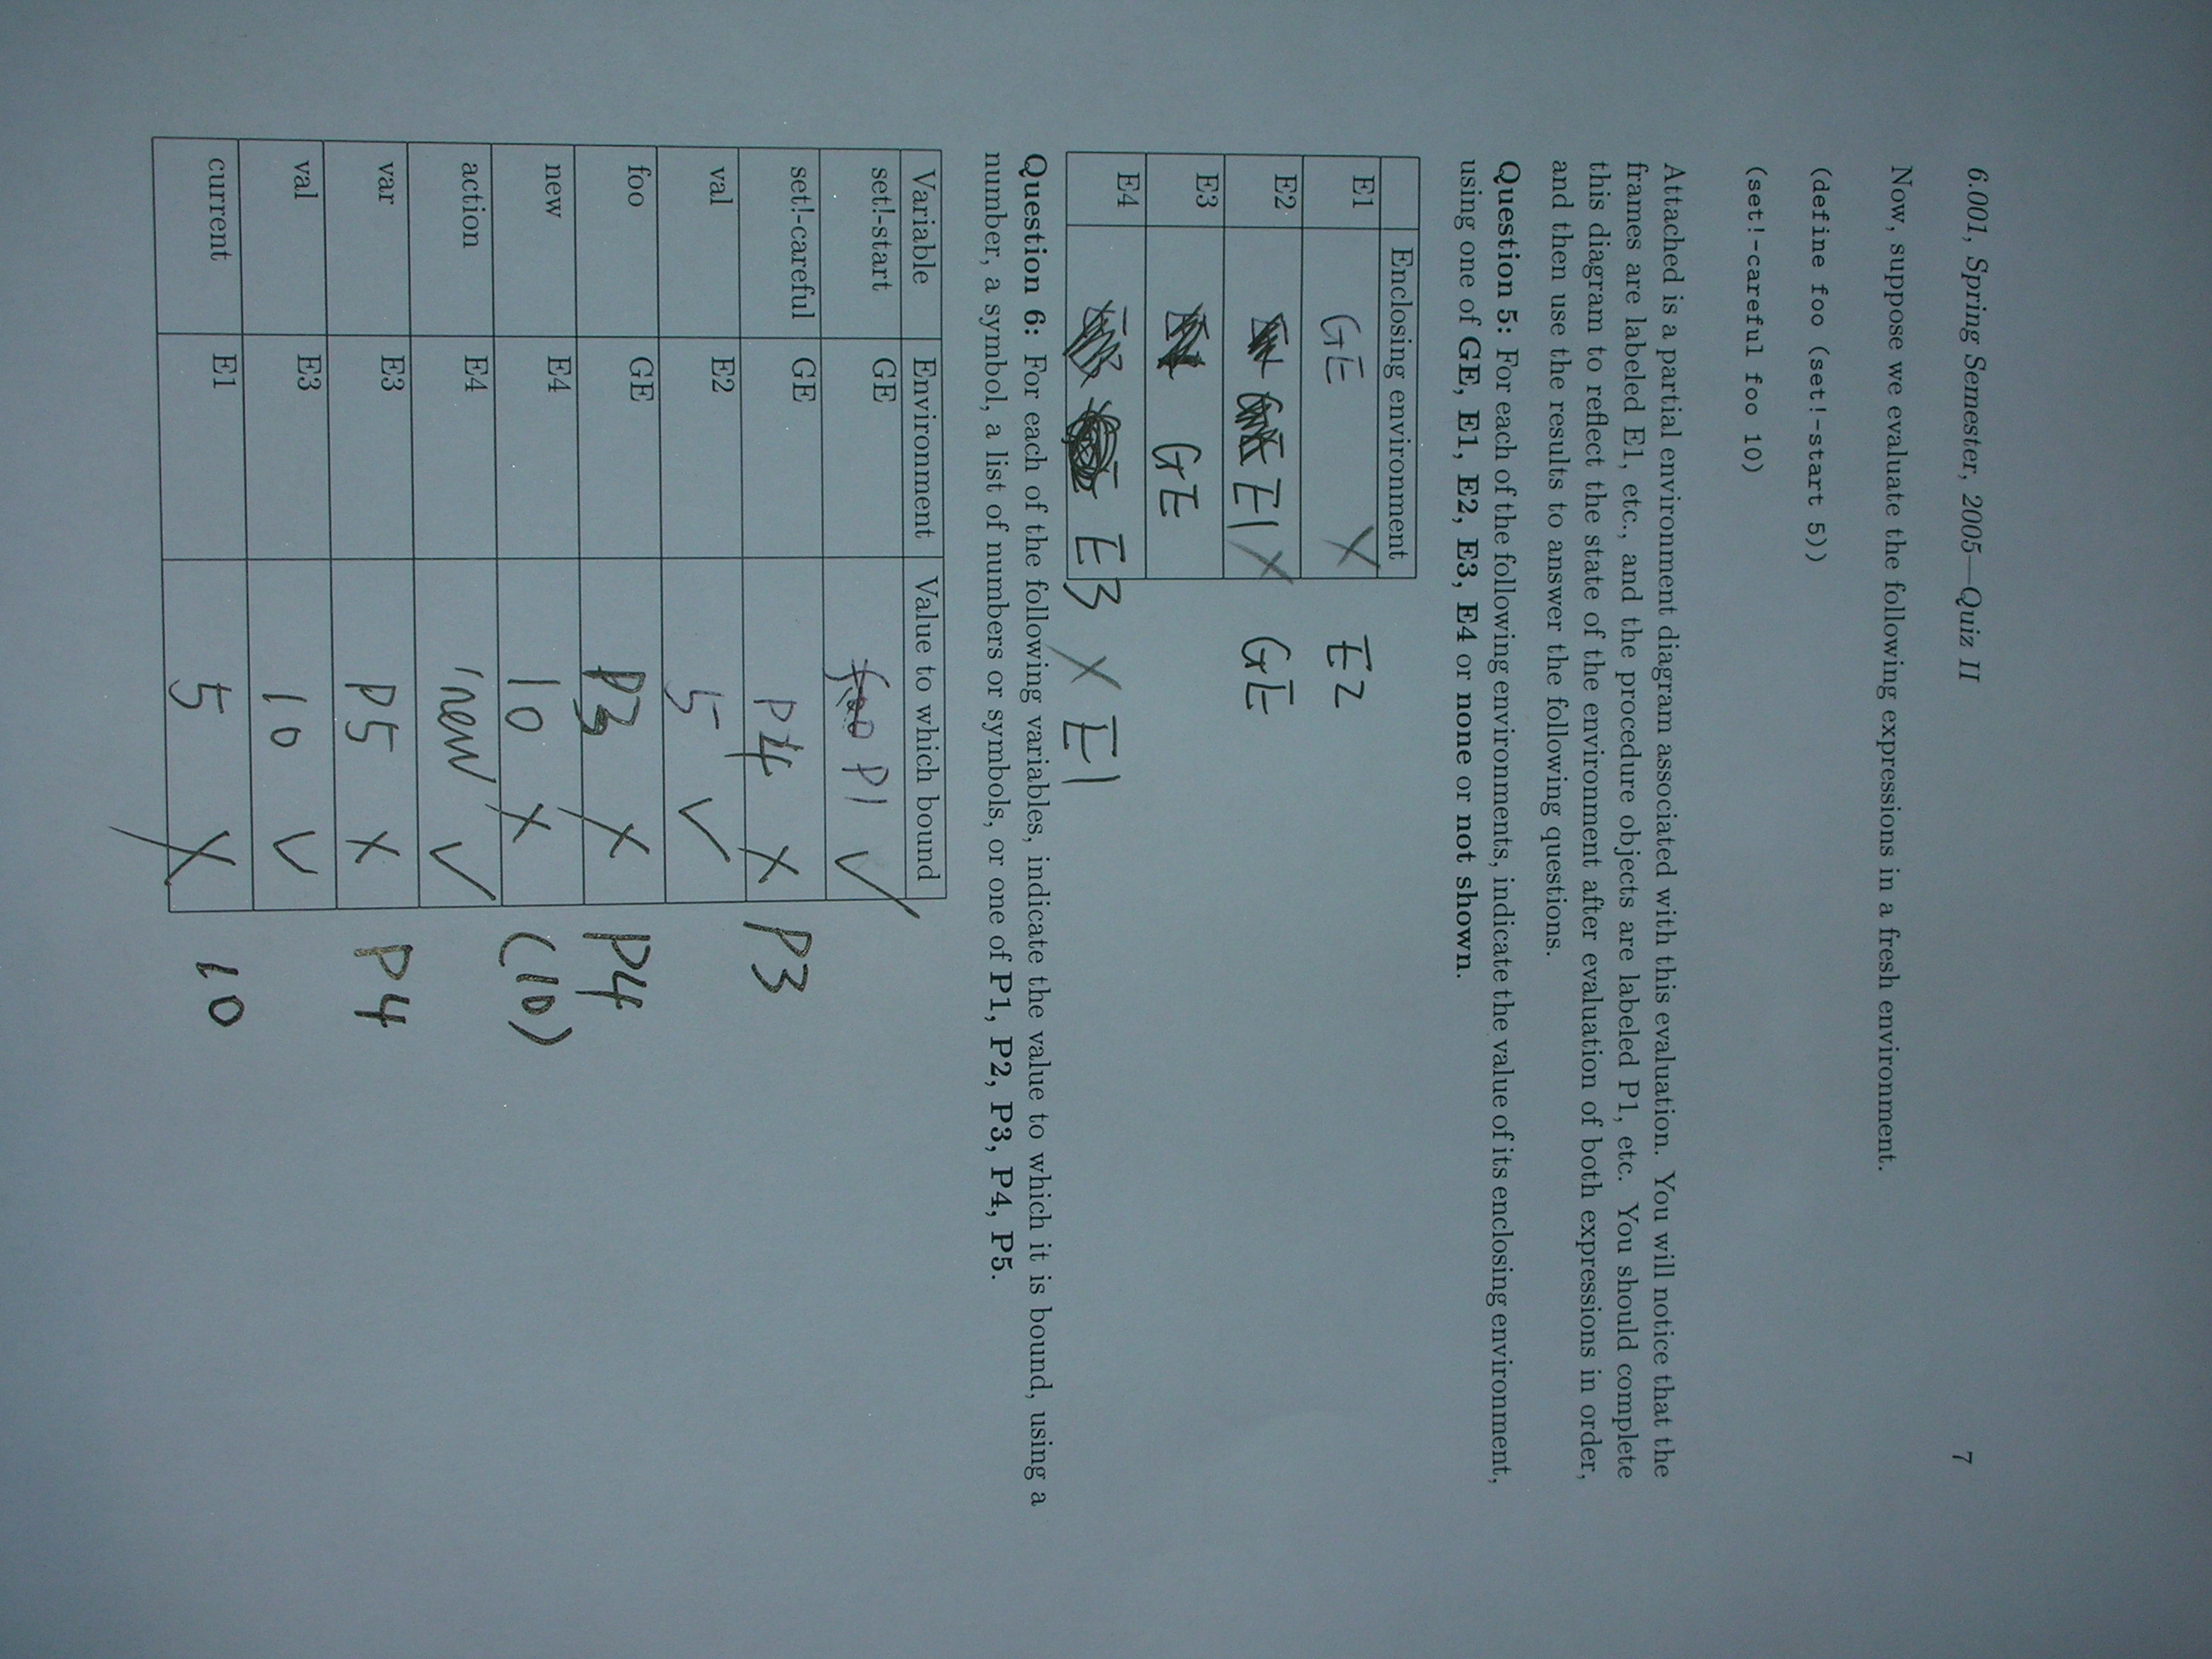 6.001, Spring Semester, 2005—Quiz II 7
Now, suppose we evaluate the following expressions in a fresh environment.
(define foo (set!-start 5))
(set!-careful foo 10)
Attached is a partial environment diagram associated with this evaluation. You will notice that the
frames are labeled E1, etc., and the procedure objects are labeled P1, etc. You should complete
this diagram to reflect the state of the environment after evaluation of both expressions in order,
and then use the results to answer the following questions.
Question 5: For each of the following environments, indicate the value of its enclosing environment,
using one of GE, E1, E2, E3, E4 or none or not shown.
Enclosing environment
E1 GE X E2
E2 E1 X GE
E3 GE
E4 E3 X E1
Question 6: For each of the following variables, indicate the value to which it is bound, using a
number, a symbol, a list of numbers or symbols, or one of P1, P2, P3, P4, P5.
Variable Environment Value to which bound
set!-start GE P1 ✓
set!-careful GE P4 X P3
val E2 5 ✓
foo GE P3 X P4
new E4 10 X (10)
action E4 'new ✓
var E3 P5 X P4
val E3 10 ✓
current E1 5 X 10